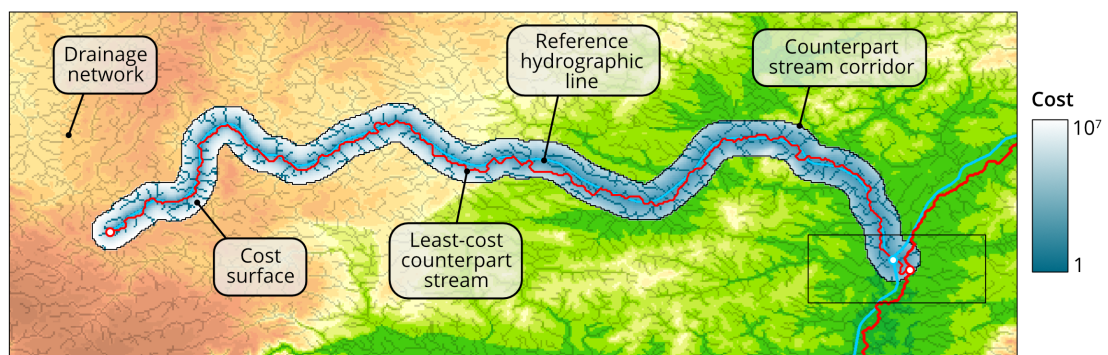 Drainage
network
Reference
hydrographic
line
Counterpart
stream corridor
Cost
10⁷
1
Cost
surface
Least-cost
counterpart
stream